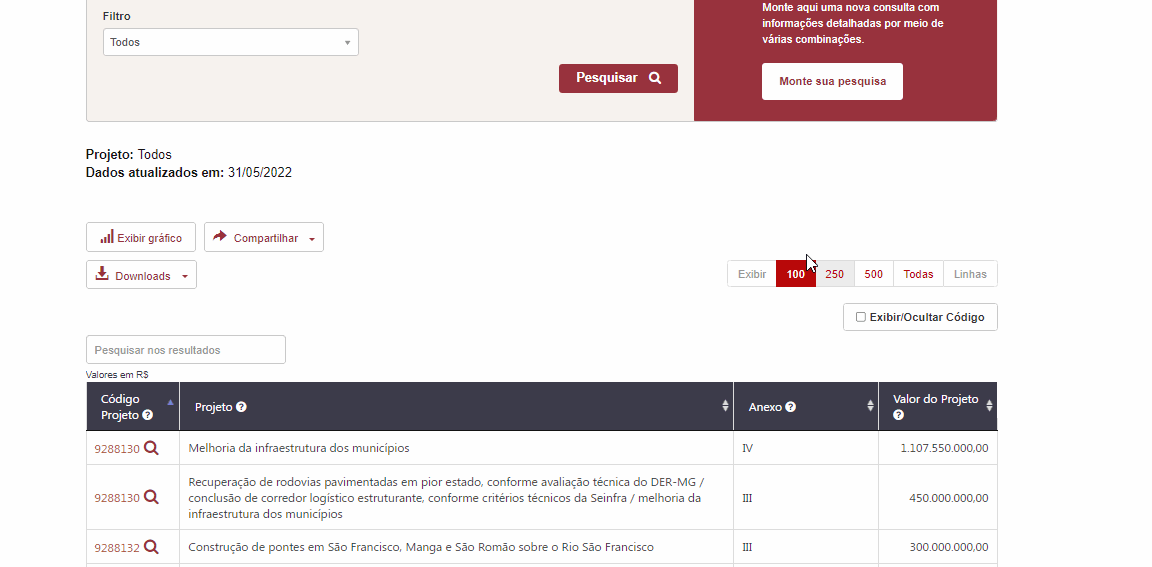 Filtro
Todos
Pesquisar
Monte aqui uma nova consulta com
informações detalhadas por meio de
várias combinações.
Monte sua pesquisa
Projeto: Todos
Dados atualizados em: 31/05/2022
Exibir gráfico
Compartilhar
Downloads
Exibir 100 250 500 Todas Linhas
Exibir/Ocultar Código
Pesquisar nos resultados
Valores em R$
Código
Projeto ?
Projeto ?
Anexo ?
Valor do Projeto
?
9288130
Melhoria da infraestrutura dos municípios
IV
1.107.550.000,00
9288130
Recuperação de rodovias pavimentadas em pior estado, conforme avaliação técnica do DER-MG /
conclusão de corredor logístico estruturante, conforme critérios técnicos da Seinfra / melhoria da
infraestrutura dos municípios
III
450.000.000,00
9288132
Construção de pontes em São Francisco, Manga e São Romão sobre o Rio São Francisco
III
300.000.000,00